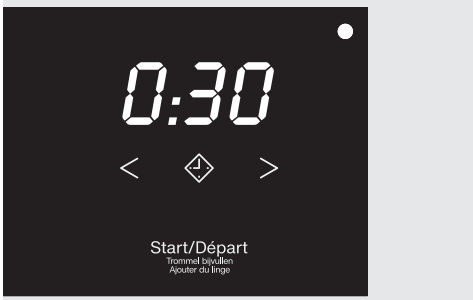 0:30
< >
Start/Départ
Trommel bijvullen
Ajouter du linge